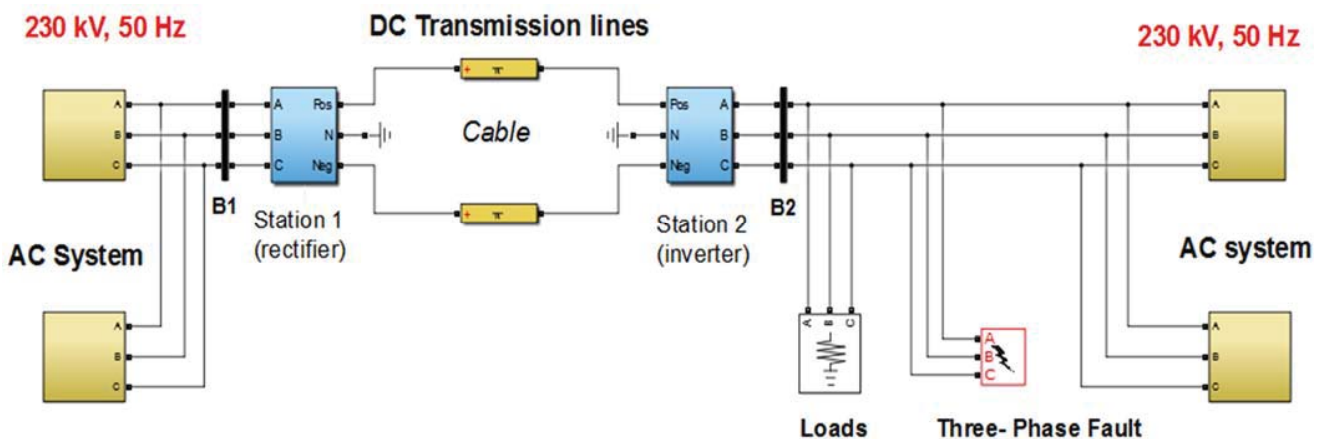 230 kV, 50 Hz
DC Transmission lines
230 kV, 50 Hz
A
B
C
A
B
C
Pos
N
Neg
+ π
Cable
+ π
Pos
N
Neg
A
B
C
A
B
C
B1
Station 1
(rectifier)
Station 2
(inverter)
B2
AC System
AC system
A
B
C
A B C
A
B
C
A
B
C
Loads
Three- Phase Fault